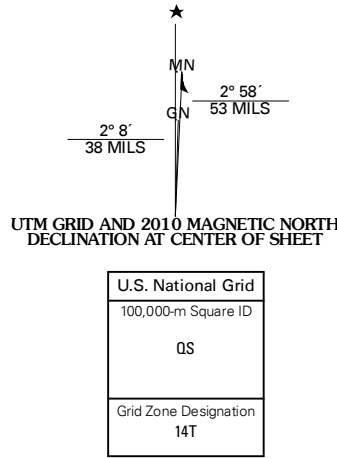 MN
GN
2° 58´
53 MILS
2° 8´
38 MILS
UTM GRID AND 2010 MAGNETIC NORTH
DECLINATION AT CENTER OF SHEET
U.S. National Grid
100,000-m Square ID
QS
Grid Zone Designation
14T